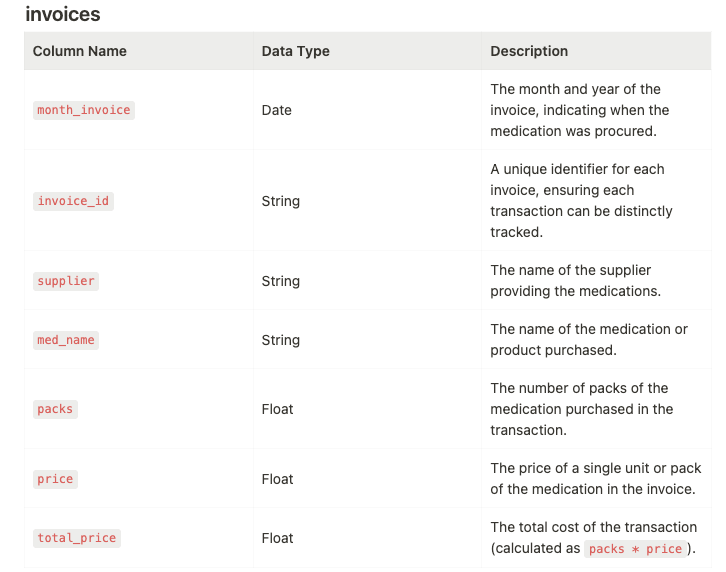 invoices
Column Name Data Type Description
month_invoice Date The month and year of the
invoice, indicating when the
medication was procured.
invoice_id String A unique identifier for each
invoice, ensuring each
transaction can be distinctly
tracked.
supplier String The name of the supplier
providing the medications.
med_name String The name of the medication or
product purchased.
packs Float The number of packs of the
medication purchased in the
transaction.
price Float The price of a single unit or pack
of the medication in the invoice.
total_price Float The total cost of the transaction
(calculated as packs * price ).